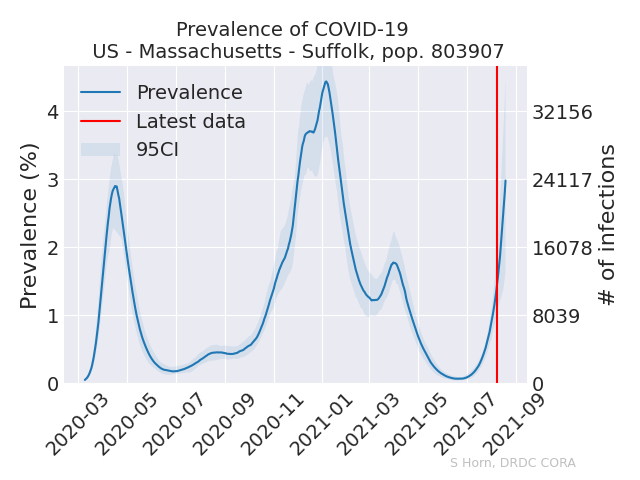 Prevalence of COVID-19
US - Massachusetts - Suffolk, pop. 803907
Prevalence
Latest data
95CI
Prevalence (%)
4
3
2
1
0
32156
24117
16078
8039
0
# of infections
2020-03
2020-05
2020-07
2020-09
2020-11
2021-01
2021-03
2021-05
2021-07
2021-09
S Horn, DRDC CORA